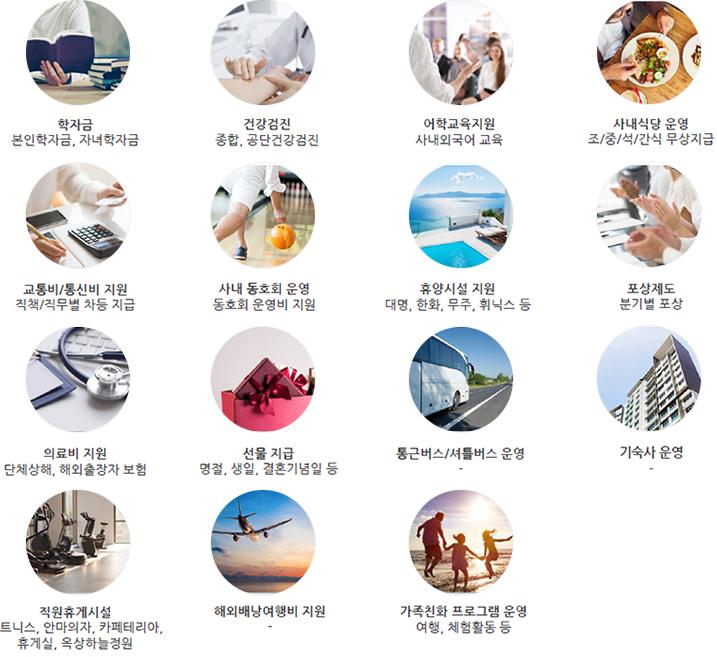 학자금
본인학자금, 자녀학자금
건강검진
종합, 공단건강검진
어학교육지원
사내외국어 교육
사내식당 운영
조/중/석/간식 무상지급
교통비/통신비 지원
직책/직무별 차등 지급
사내 동호회 운영
동호회 운영비 지원
휴양시설 지원
대명, 한화, 무주, 휘닉스 등
포상제도
분기별 포상
의료비 지원
단체상해, 해외출장자 보험
선물 지급
명절, 생일, 결혼기념일 등
통근버스/셔틀버스 운영
-
기숙사 운영
-
직원휴게시설
트니스, 안마의자, 카페테리아,
휴게실, 옥상하늘정원
해외배낭여행비 지원
-
가족친화 프로그램 운영
여행, 체험활동 등